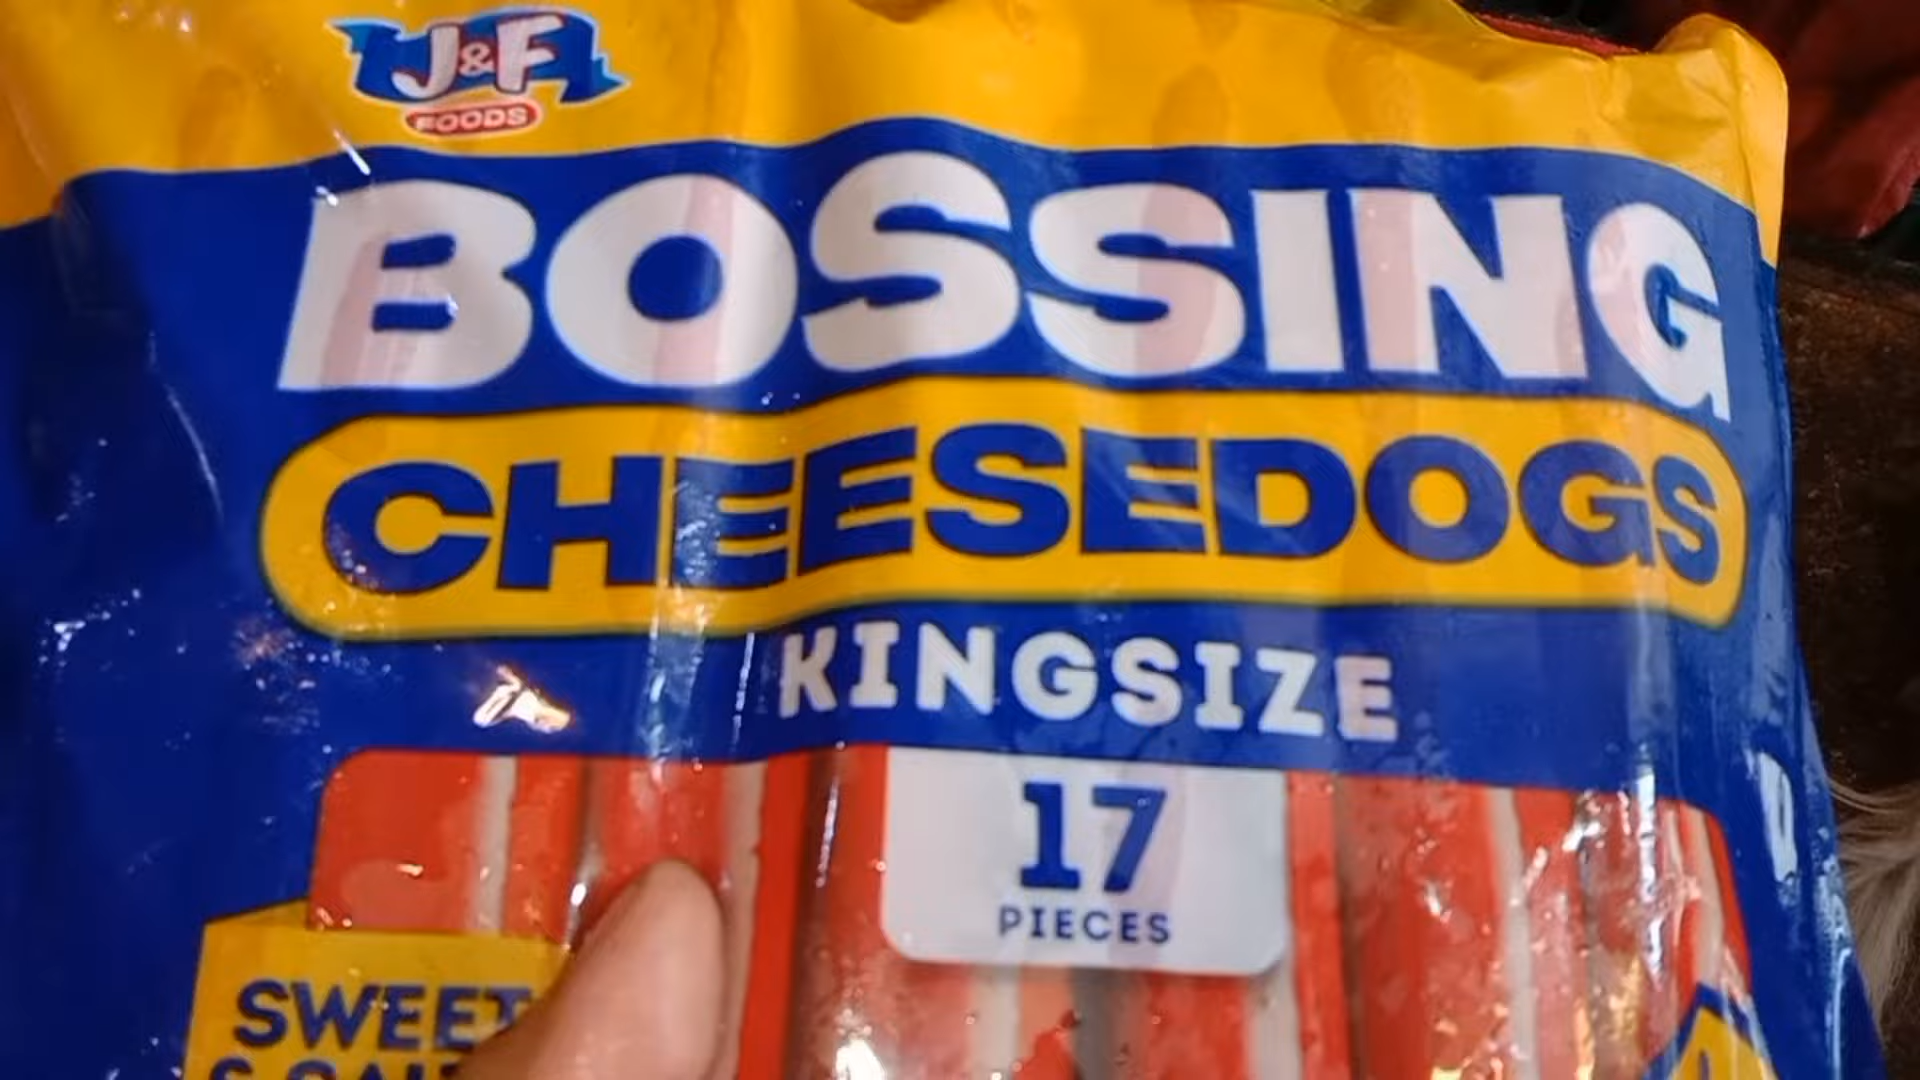 J&F
FOODS
BOSSING
CHEESEDOGS
KINGSIZE
17
PIECES
SWEET